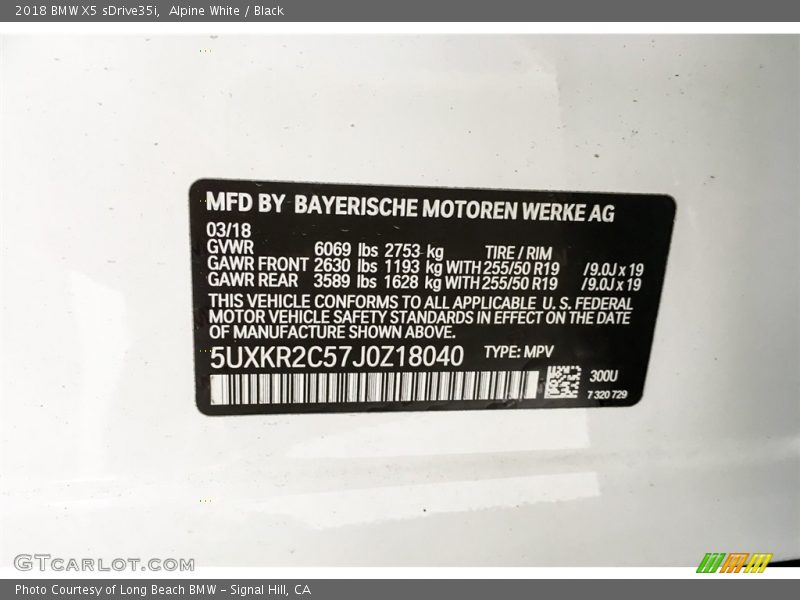 2018 BMW X5 sDrive35i,  Alpine White / Black
MFD BY BAYERISCHE MOTOREN WERKE AG
03/18
GVWR 6069 lbs 2753 kg TIRE / RIM
GAWR FRONT 2630 lbs 1193 kg WITH 255/50 R19 /9.0J x 19
GAWR REAR 3589 lbs 1628 kg WITH 255/50 R19 /9.0J x 19
THIS VEHICLE CONFORMS TO ALL APPLICABLE U.S. FEDERAL
MOTOR VEHICLE SAFETY STANDARDS IN EFFECT ON THE DATE
OF MANUFACTURE SHOWN ABOVE.
5UXKR2C57J0Z18040 TYPE: MPV
300U
7 320 729
GTCARLOT.COM
Photo Courtesy of Long Beach BMW - Signal Hill, CA